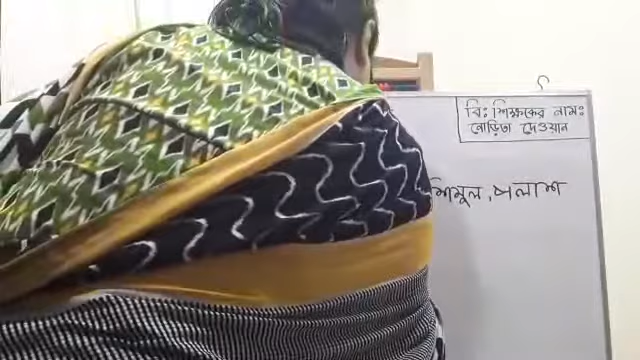 বি: শিক্ষকের নাম:
নোড়িতা দেওয়ান
শিমুল, পলাশ